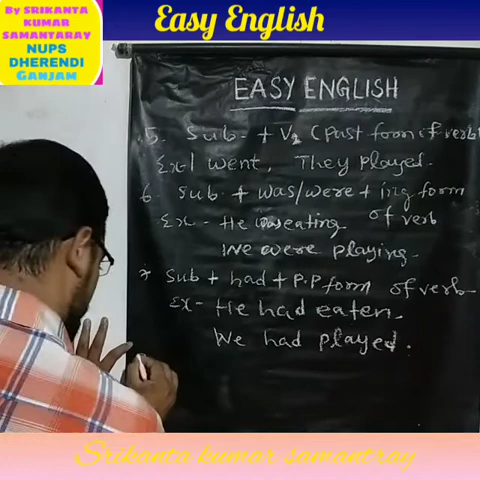 By SRIKANTA
KUMAR
SAMANTARAY
NUPS
DHERENDI
GANJAM
Easy English
EASY ENGLISH
5. Sub- + V2 (Past form of verb
Ex- I went, They played.
6. Sub + was/were + ing form
of verb
Ex - He was eating
We were playing.
Sub + had + P.P form of verb
Ex- He had eaten.
We had played.
Srikanta kumar samantray